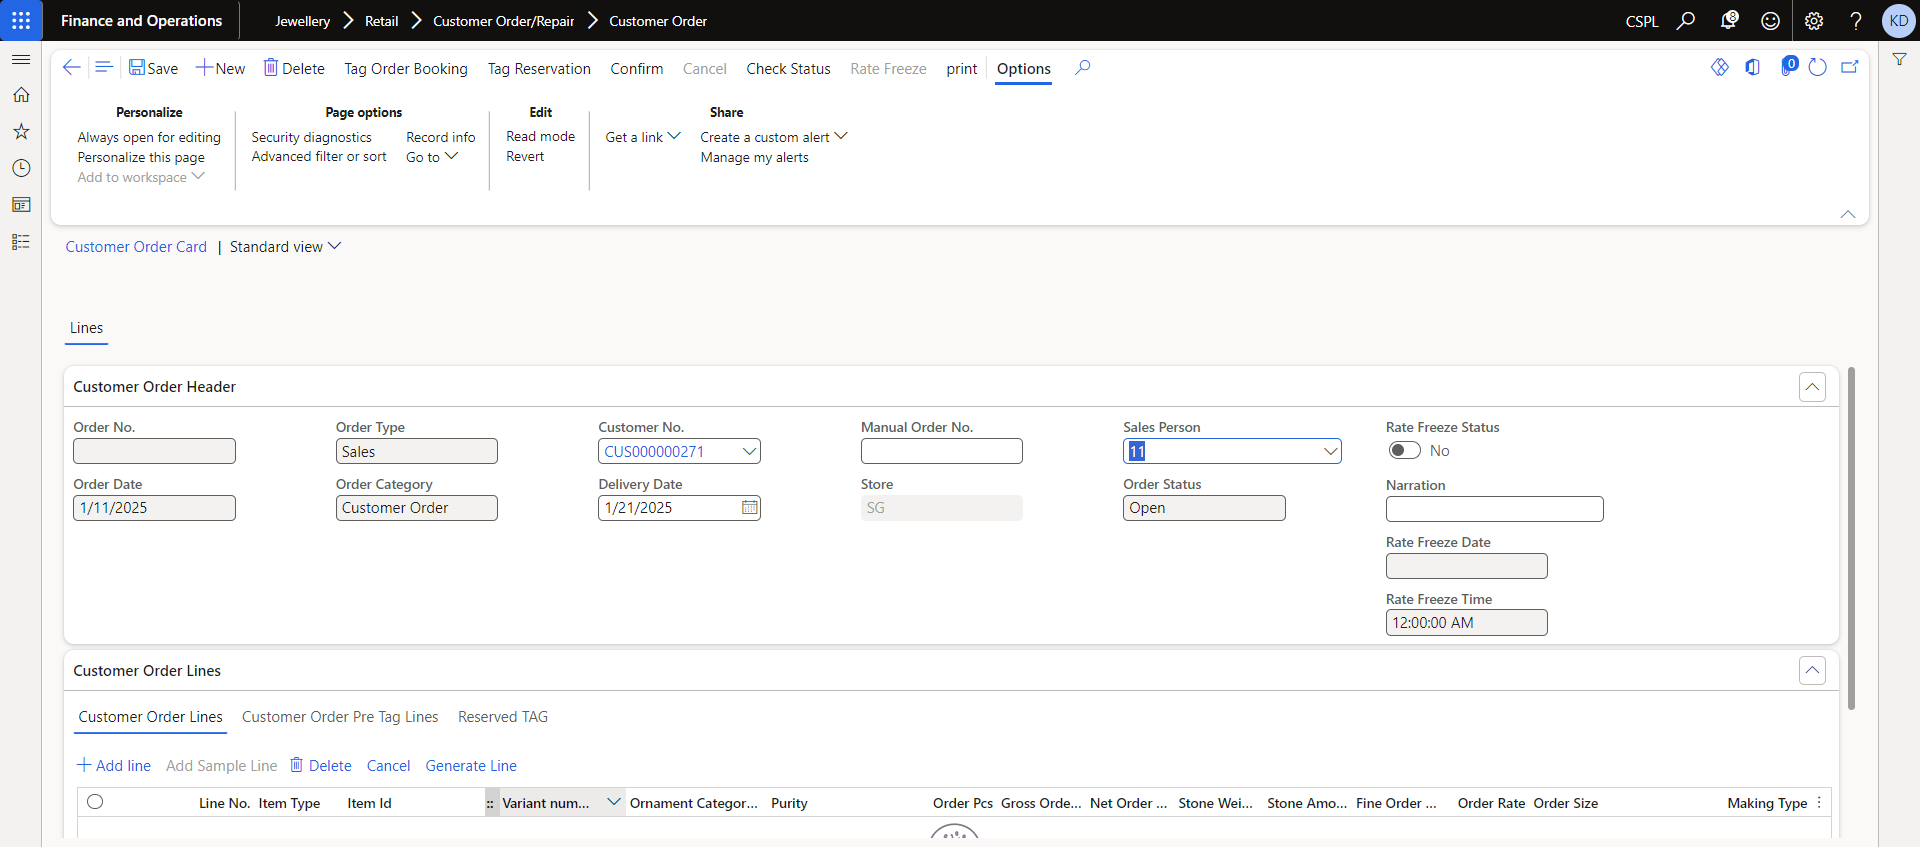 Finance and Operations
Jewellery > Retail > Customer Order/Repair > Customer Order
CSPL
8
KD
Save New Delete Tag Order Booking Tag Reservation Confirm Cancel Check Status Rate Freeze print Options
0
Personalize
Always open for editing
Personalize this page
Add to workspace
Page options
Security diagnostics
Advanced filter or sort
Record info
Go to
Edit
Read mode
Revert
Share
Get a link
Create a custom alert
Manage my alerts
Customer Order Card | Standard view
Lines
Customer Order Header
Order No.
Order Date
1/11/2025
Order Type
Sales
Order Category
Customer Order
Customer No.
CUS000000271
Delivery Date
1/21/2025
Manual Order No.
Store
SG
Sales Person
11
Order Status
Open
Rate Freeze Status
No
Narration
Rate Freeze Date
Rate Freeze Time
12:00:00 AM
Customer Order Lines
Customer Order Lines Customer Order Pre Tag Lines Reserved TAG
Add line Add Sample Line Delete Cancel Generate Line
Line No. Item Type Item Id Variant num... Ornament Categor... Purity Order Pcs Gross Orde... Net Order ... Stone Wei... Stone Amo... Fine Order ... Order Rate Order Size Making Type